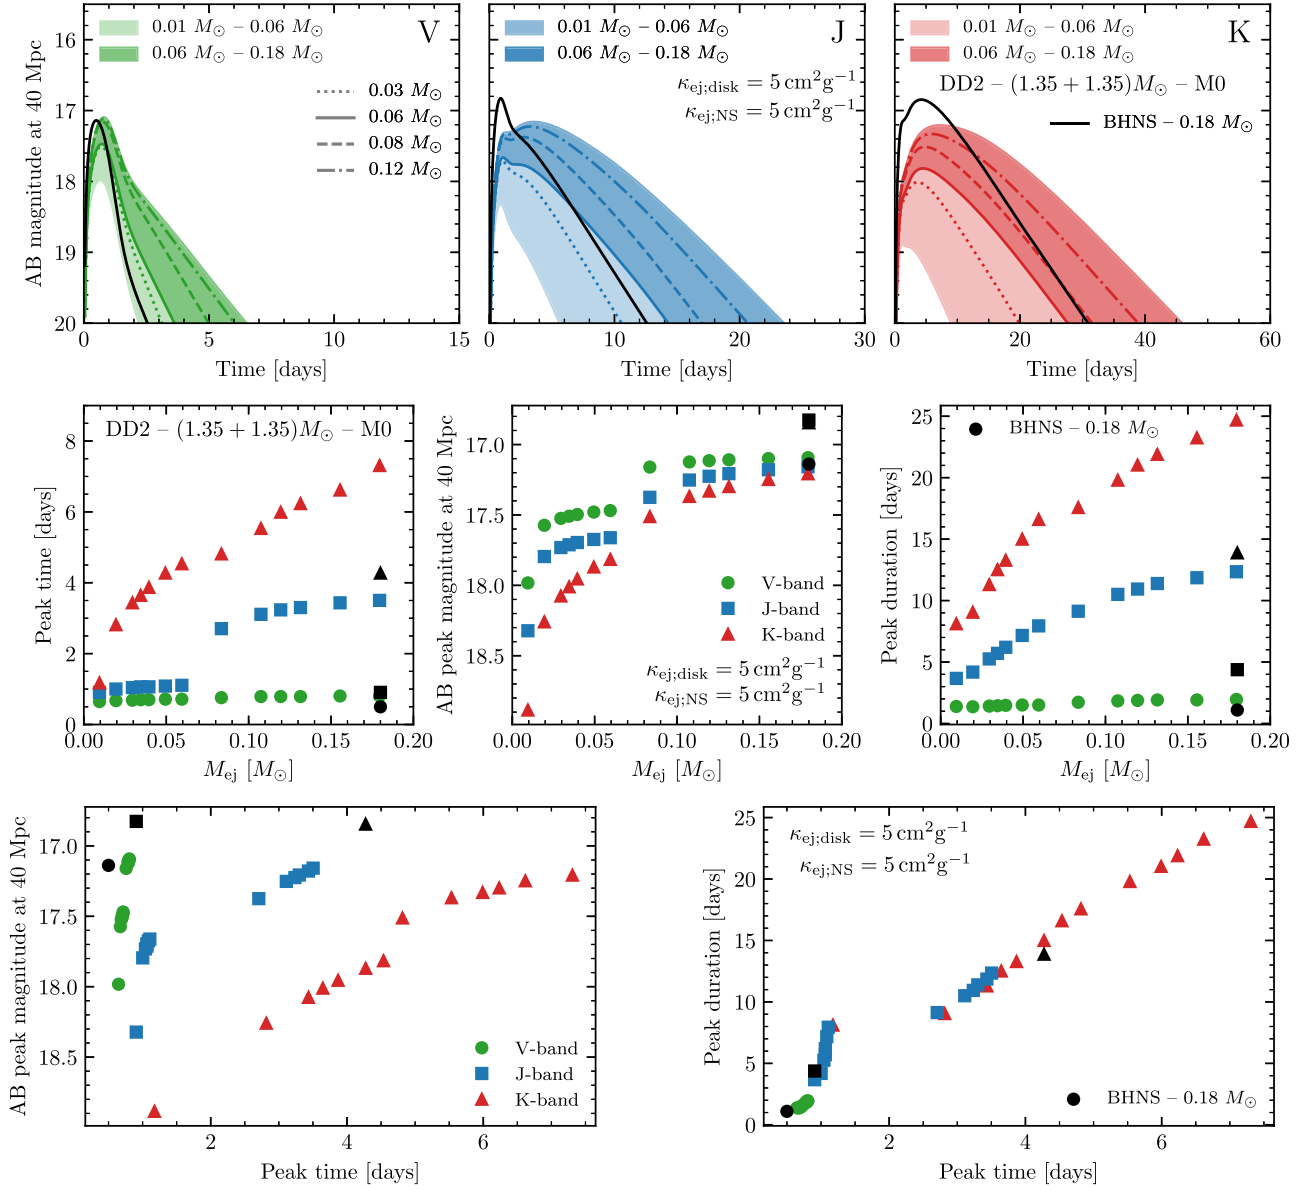 V
0.01 M⊙ – 0.06 M⊙
0.06 M⊙ – 0.18 M⊙
0.03 M⊙
0.06 M⊙
0.08 M⊙
0.12 M⊙
AB magnitude at 40 Mpc
16
17
18
19
20
0 5 10 15
Time [days]
J
0.01 M⊙ – 0.06 M⊙
0.06 M⊙ – 0.18 M⊙
κej;disk = 5 cm²g⁻¹
κej;NS = 5 cm²g⁻¹
0 10 20 30
Time [days]
K
0.01 M⊙ – 0.06 M⊙
0.06 M⊙ – 0.18 M⊙
DD2 – (1.35 + 1.35)M⊙ – M0
BHNS – 0.18 M⊙
0 20 40 60
Time [days]
DD2 – (1.35 + 1.35)M⊙ – M0
Peak time [days]
8
6
4
2
0
0.00 0.05 0.10 0.15 0.20
Mej [M⊙]
AB peak magnitude at 40 Mpc
17.0
17.5
18.0
18.5
V-band
J-band
K-band
κej;disk = 5 cm²g⁻¹
κej;NS = 5 cm²g⁻¹
0.00 0.05 0.10 0.15 0.20
Mej [M⊙]
BHNS – 0.18 M⊙
Peak duration [days]
25
20
15
10
5
0
0.00 0.05 0.10 0.15 0.20
Mej [M⊙]
AB peak magnitude at 40 Mpc
17.0
17.5
18.0
18.5
V-band
J-band
K-band
2 4 6
Peak time [days]
κej;disk = 5 cm²g⁻¹
κej;NS = 5 cm²g⁻¹
Peak duration [days]
25
20
15
10
5
0
BHNS – 0.18 M⊙
2 4 6
Peak time [days]